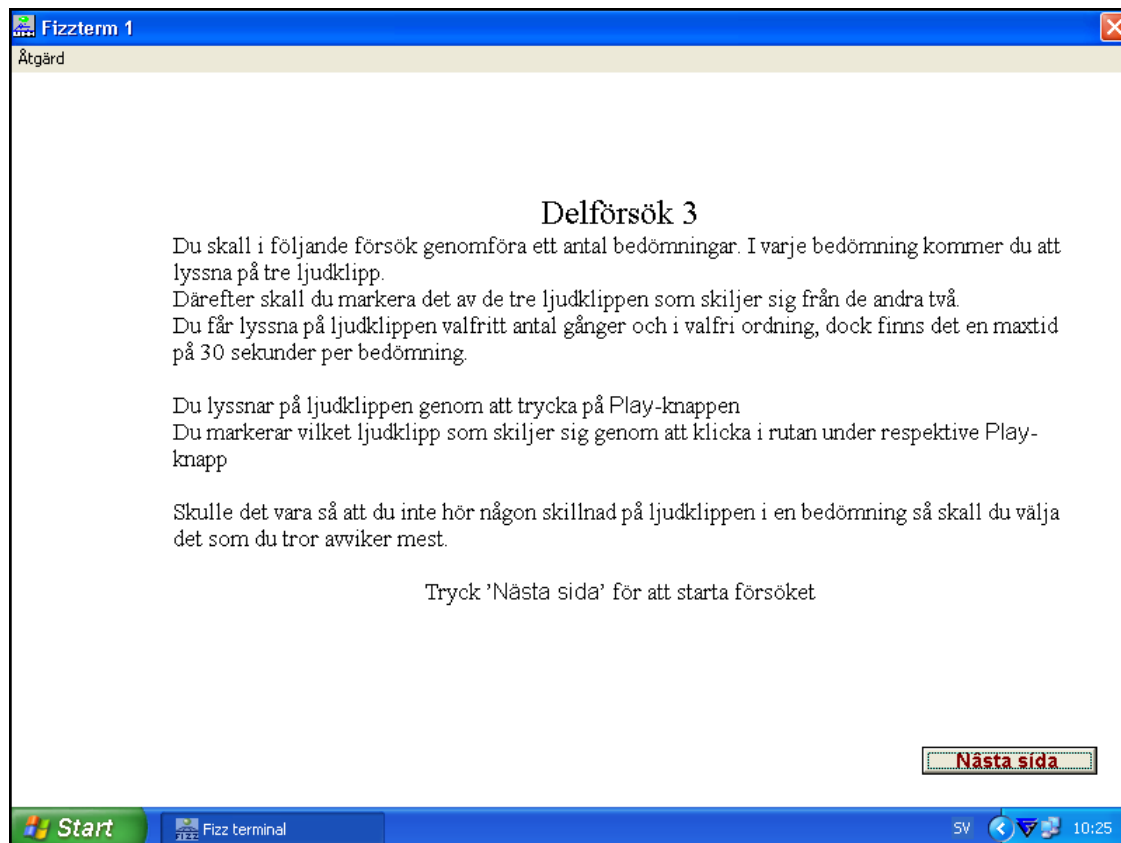 Fizzterm 1
Åtgärd
Delförsök 3
Du skall i följande försök genomföra ett antal bedömningar. I varje bedömning kommer du att
lyssna på tre ljudklipp.
Därefter skall du markera det av de tre ljudklippen som skiljer sig från de andra två.
Du får lyssna på ljudklippen valfritt antal gånger och i valfri ordning, dock finns det en maxtid
på 30 sekunder per bedömning.
Du lyssnar på ljudklippen genom att trycka på Play-knappen
Du markerar vilket ljudklipp som skiljer sig genom att klicka i rutan under respektive Play-
knapp
Skulle det vara så att du inte hör någon skillnad på ljudklippen i en bedömning så skall du välja
det som du tror avviker mest.
Tryck ’Nästa sida’ för att starta försöket
Nästa sida
Start
FIZZ
Fizz terminal
SV
10:25